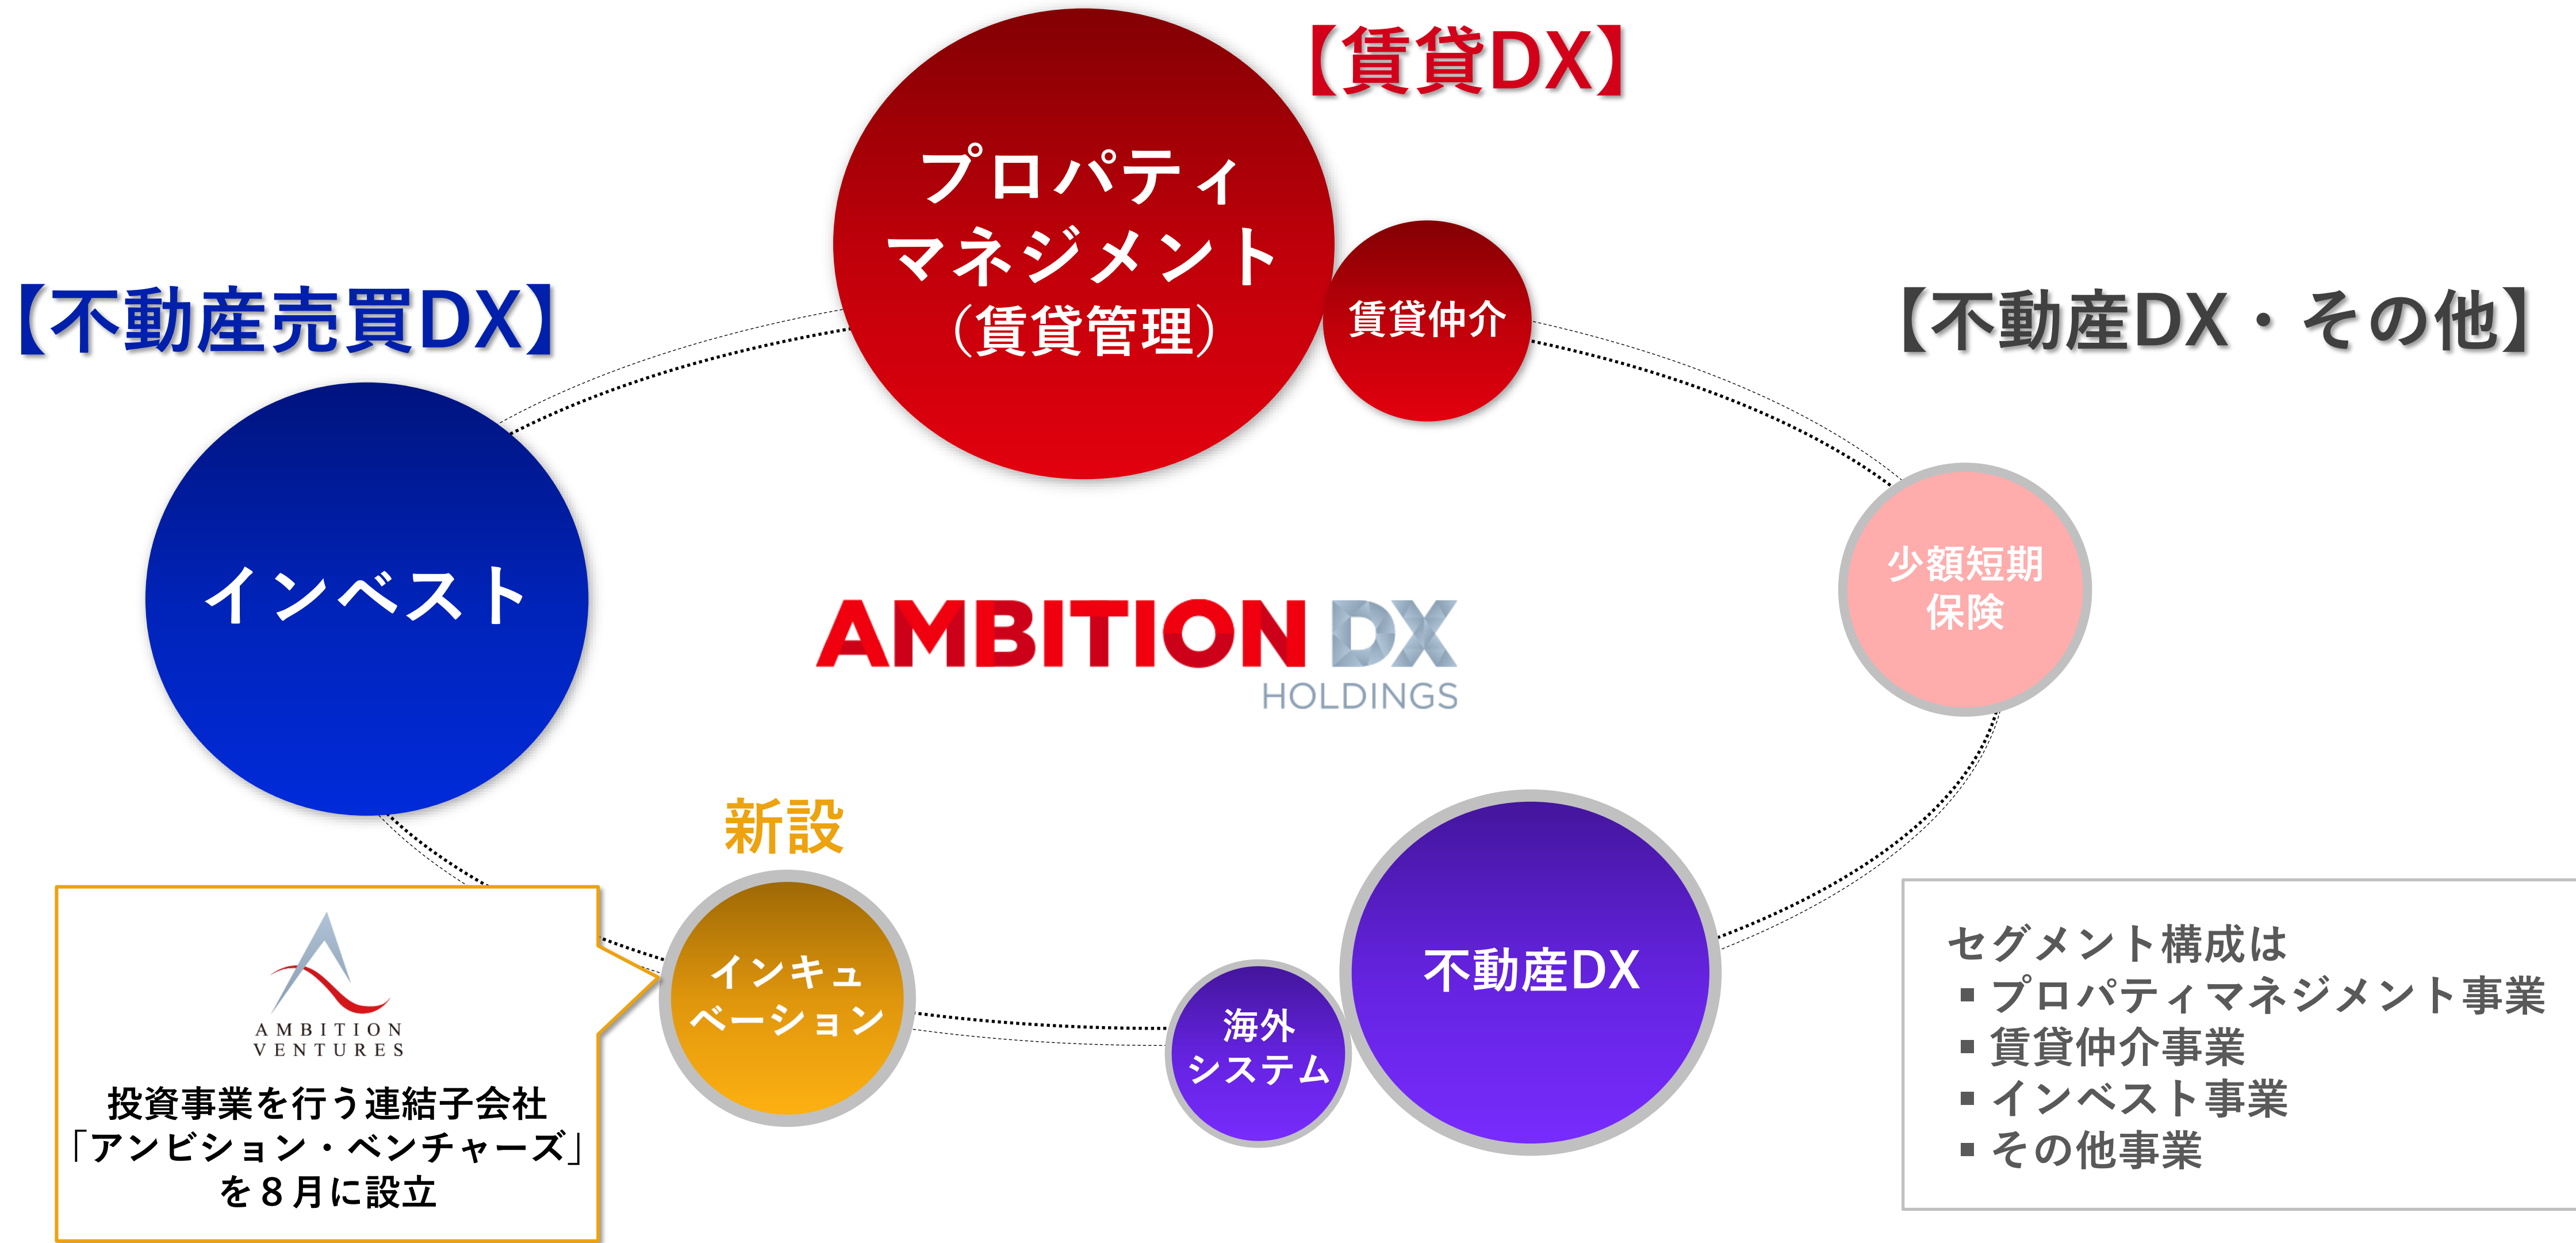 【賃貸DX】
プロパティ
マネジメント
（賃貸管理）
賃貸仲介
【不動産売買DX】
インベスト
【不動産DX・その他】
少額短期
保険
AMBITION DX
HOLDINGS
新設
インキュ
ベーション
海外
システム
不動産DX
AMBITION
VENTURES
投資事業を行う連結子会社
「アンビション・ベンチャーズ」
を８月に設立
セグメント構成は
▪ プロパティマネジメント事業
▪ 賃貸仲介事業
▪ インベスト事業
▪ その他事業